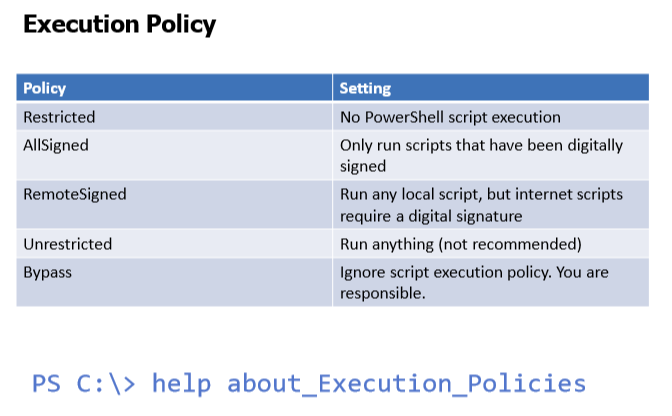 Execution Policy
Policy Setting
Restricted No PowerShell script execution
AllSigned Only run scripts that have been digitally
signed
RemoteSigned Run any local script, but internet scripts
require a digital signature
Unrestricted Run anything (not recommended)
Bypass Ignore script execution policy. You are
responsible.
PS C:\> help about_Execution_Policies